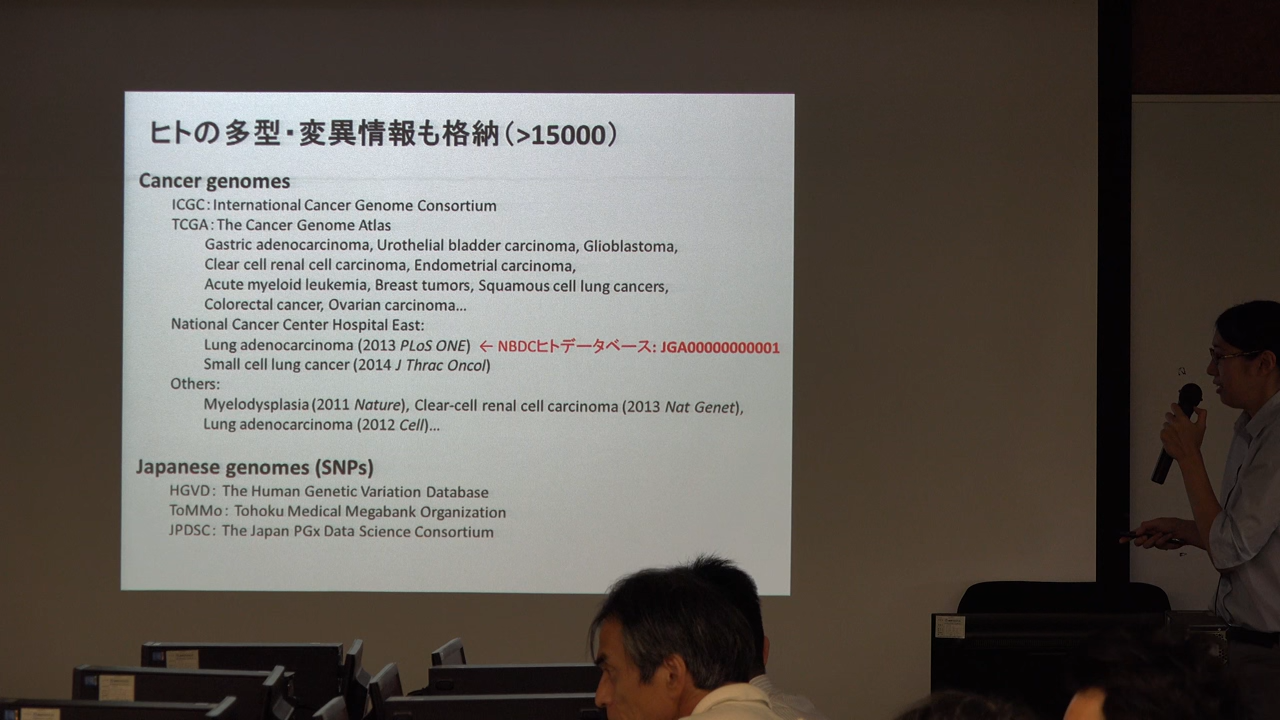 ヒトの多型・変異情報も格納（>15000）
Cancer genomes
ICGC：International Cancer Genome Consortium
TCGA：The Cancer Genome Atlas
Gastric adenocarcinoma, Urothelial bladder carcinoma, Glioblastoma,
Clear cell renal cell carcinoma, Endometrial carcinoma,
Acute myeloid leukemia, Breast tumors, Squamous cell lung cancers,
Colorectal cancer, Ovarian carcinoma…
National Cancer Center Hospital East:
Lung adenocarcinoma (2013 PLoS ONE) ← NBDCヒトデータベース: JGA00000000001
Small cell lung cancer (2014 J Thrac Oncol)
Others:
Myelodysplasia (2011 Nature), Clear-cell renal cell carcinoma (2013 Nat Genet),
Lung adenocarcinoma (2012 Cell)…
Japanese genomes (SNPs)
HGVD： The Human Genetic Variation Database
ToMMo： Tohoku Medical Megabank Organization
JPDSC： The Japan PGx Data Science Consortium